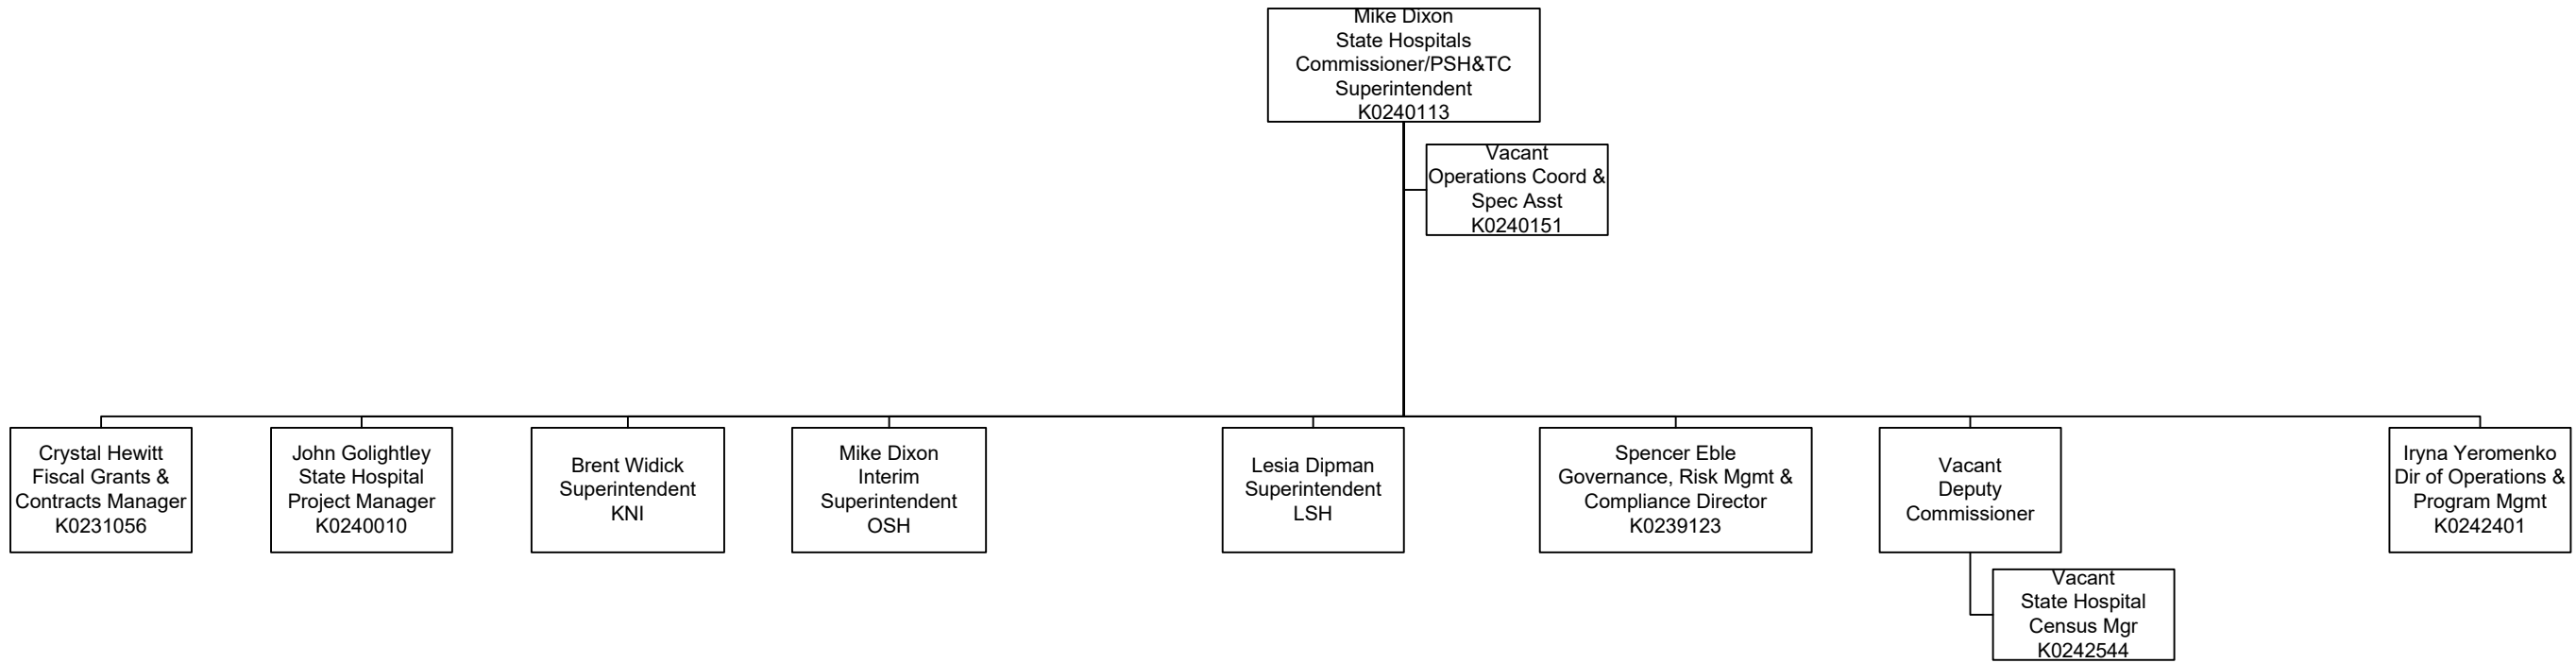 Mike Dixon
State Hospitals
Commissioner/PSH&TC
Superintendent
K0240113
Vacant
Operations Coord &
Spec Asst
K0240151
Crystal Hewitt
Fiscal Grants &
Contracts Manager
K0231056
John Golightley
State Hospital
Project Manager
K0240010
Brent Widick
Superintendent
KNI
Mike Dixon
Interim
Superintendent
OSH
Lesia Dipman
Superintendent
LSH
Spencer Eble
Governance, Risk Mgmt &
Compliance Director
K0239123
Vacant
Deputy
Commissioner
Iryna Yeromenko
Dir of Operations &
Program Mgmt
K0242401
Vacant
State Hospital
Census Mgr
K0242544